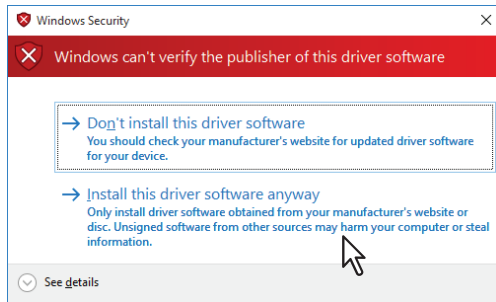 Windows Security
Windows can't verify the publisher of this driver software
Don't install this driver software
You should check your manufacturer's website for updated driver software
for your device.
Install this driver software anyway
Only install driver software obtained from your manufacturer's website or
disc. Unsigned software from other sources may harm your computer or steal
information.
See details